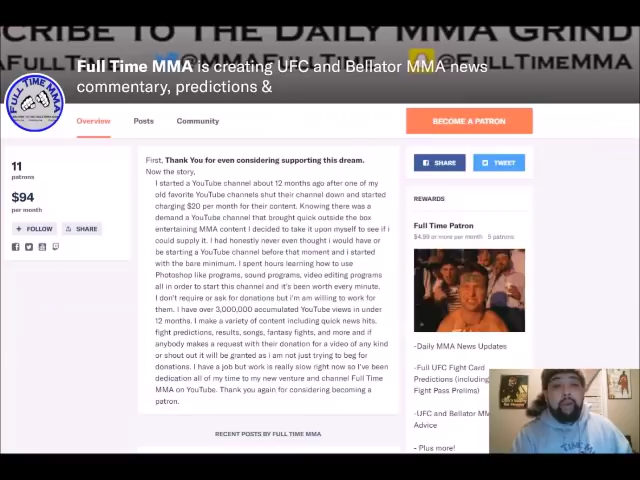 CRIBE TO THE DAILY MMA GRIND
AFULLTIME @MMAFULLTIME @FULLTIMEMMA
Full Time MMA is creating UFC and Bellator MMA news
commentary, predictions &
FULL TIME MMA
Overview
Posts
Community
BECOME A PATRON
11
patrons
$94
per month
+ FOLLOW
SHARE
First, Thank You for even considering supporting this dream.
Now the story,
I started a YouTube channel about 12 months ago after one of my
old favorite YouTube channels shut their channel down and started
charging $20 per month for their content. Knowing there was a
demand a YouTube channel that brought quick outside the box
entertaining MMA content I decided to take it upon myself to see if i
could supply it. I had honestly never even thought i would have or
be starting a YouTube channel before that moment and i started
with the bare minimum. I spent hours learning how to use
Photoshop like programs, sound programs, video editing programs
all in order to start this channel and it's been worth every minute.
I don't require or ask for donations but i'm am willing to work for
them. I have over 3,000,000 accumulated YouTube views in under
12 months. I make a variety of content including quick news hits,
fight predictions, results, songs, fantasy fights, and more and if
anybody makes a request with their donation for a video of any kind
or shout out it will be granted as i am not just trying to beg for
donations. I have a job but work is really slow right now so I've been
dedication all of my time to my new venture and channel Full Time
MMA on YouTube. Thank you again for considering becoming a
patron.
RECENT POSTS BY FULL TIME MMA
SHARE
TWEET
REWARDS
Full Time Patron
$4.99 or more per month · 5 patrons
-Daily MMA News Updates
-Full UFC Fight Card
Predictions (including
Fight Pass Prelims)
-UFC and Bellator MM
Advice
- Plus more!